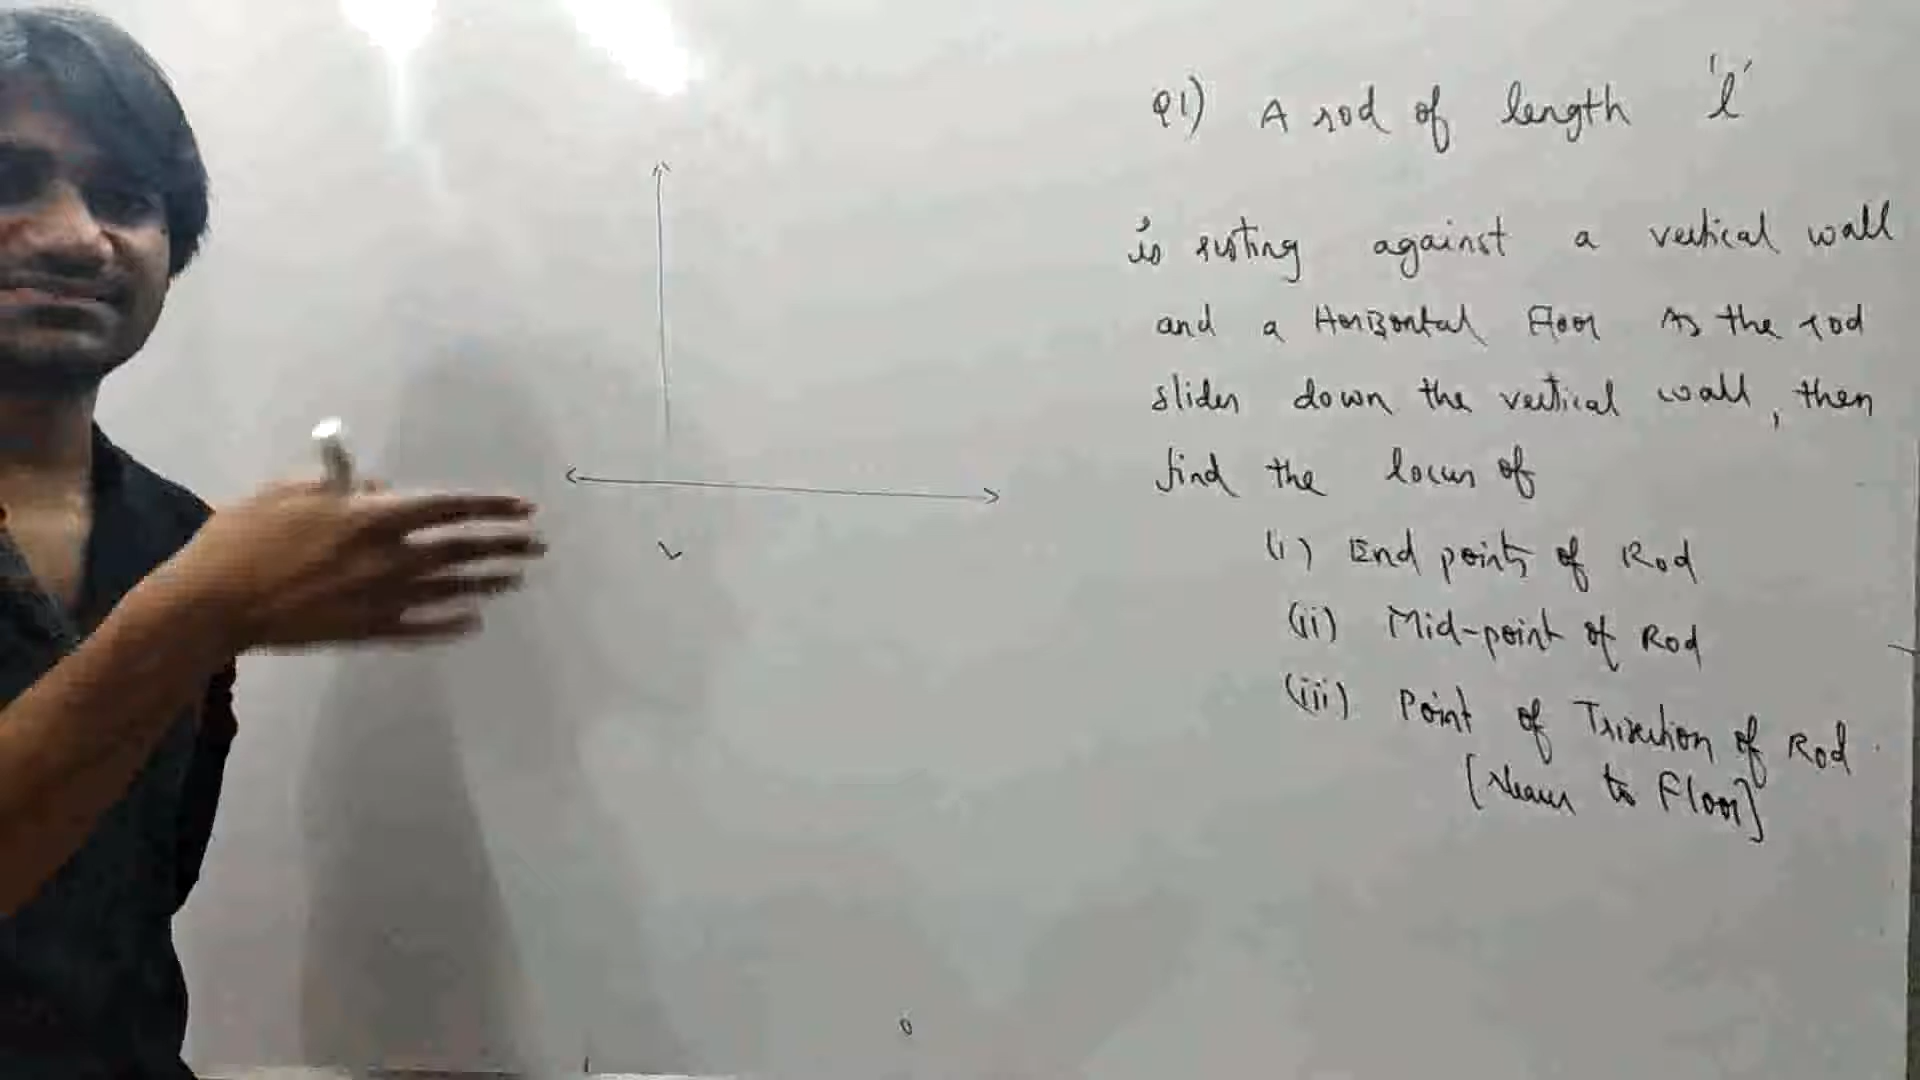 Q1) A rod of length 'l'
is resting against a vertical wall
and a Horizontal Floor As the rod
slides down the vertical wall, then
find the locus of
(i) End points of Rod
(ii) Mid-point of Rod
(iii) Point of Trisection of Rod.
[Nearer to Floor]